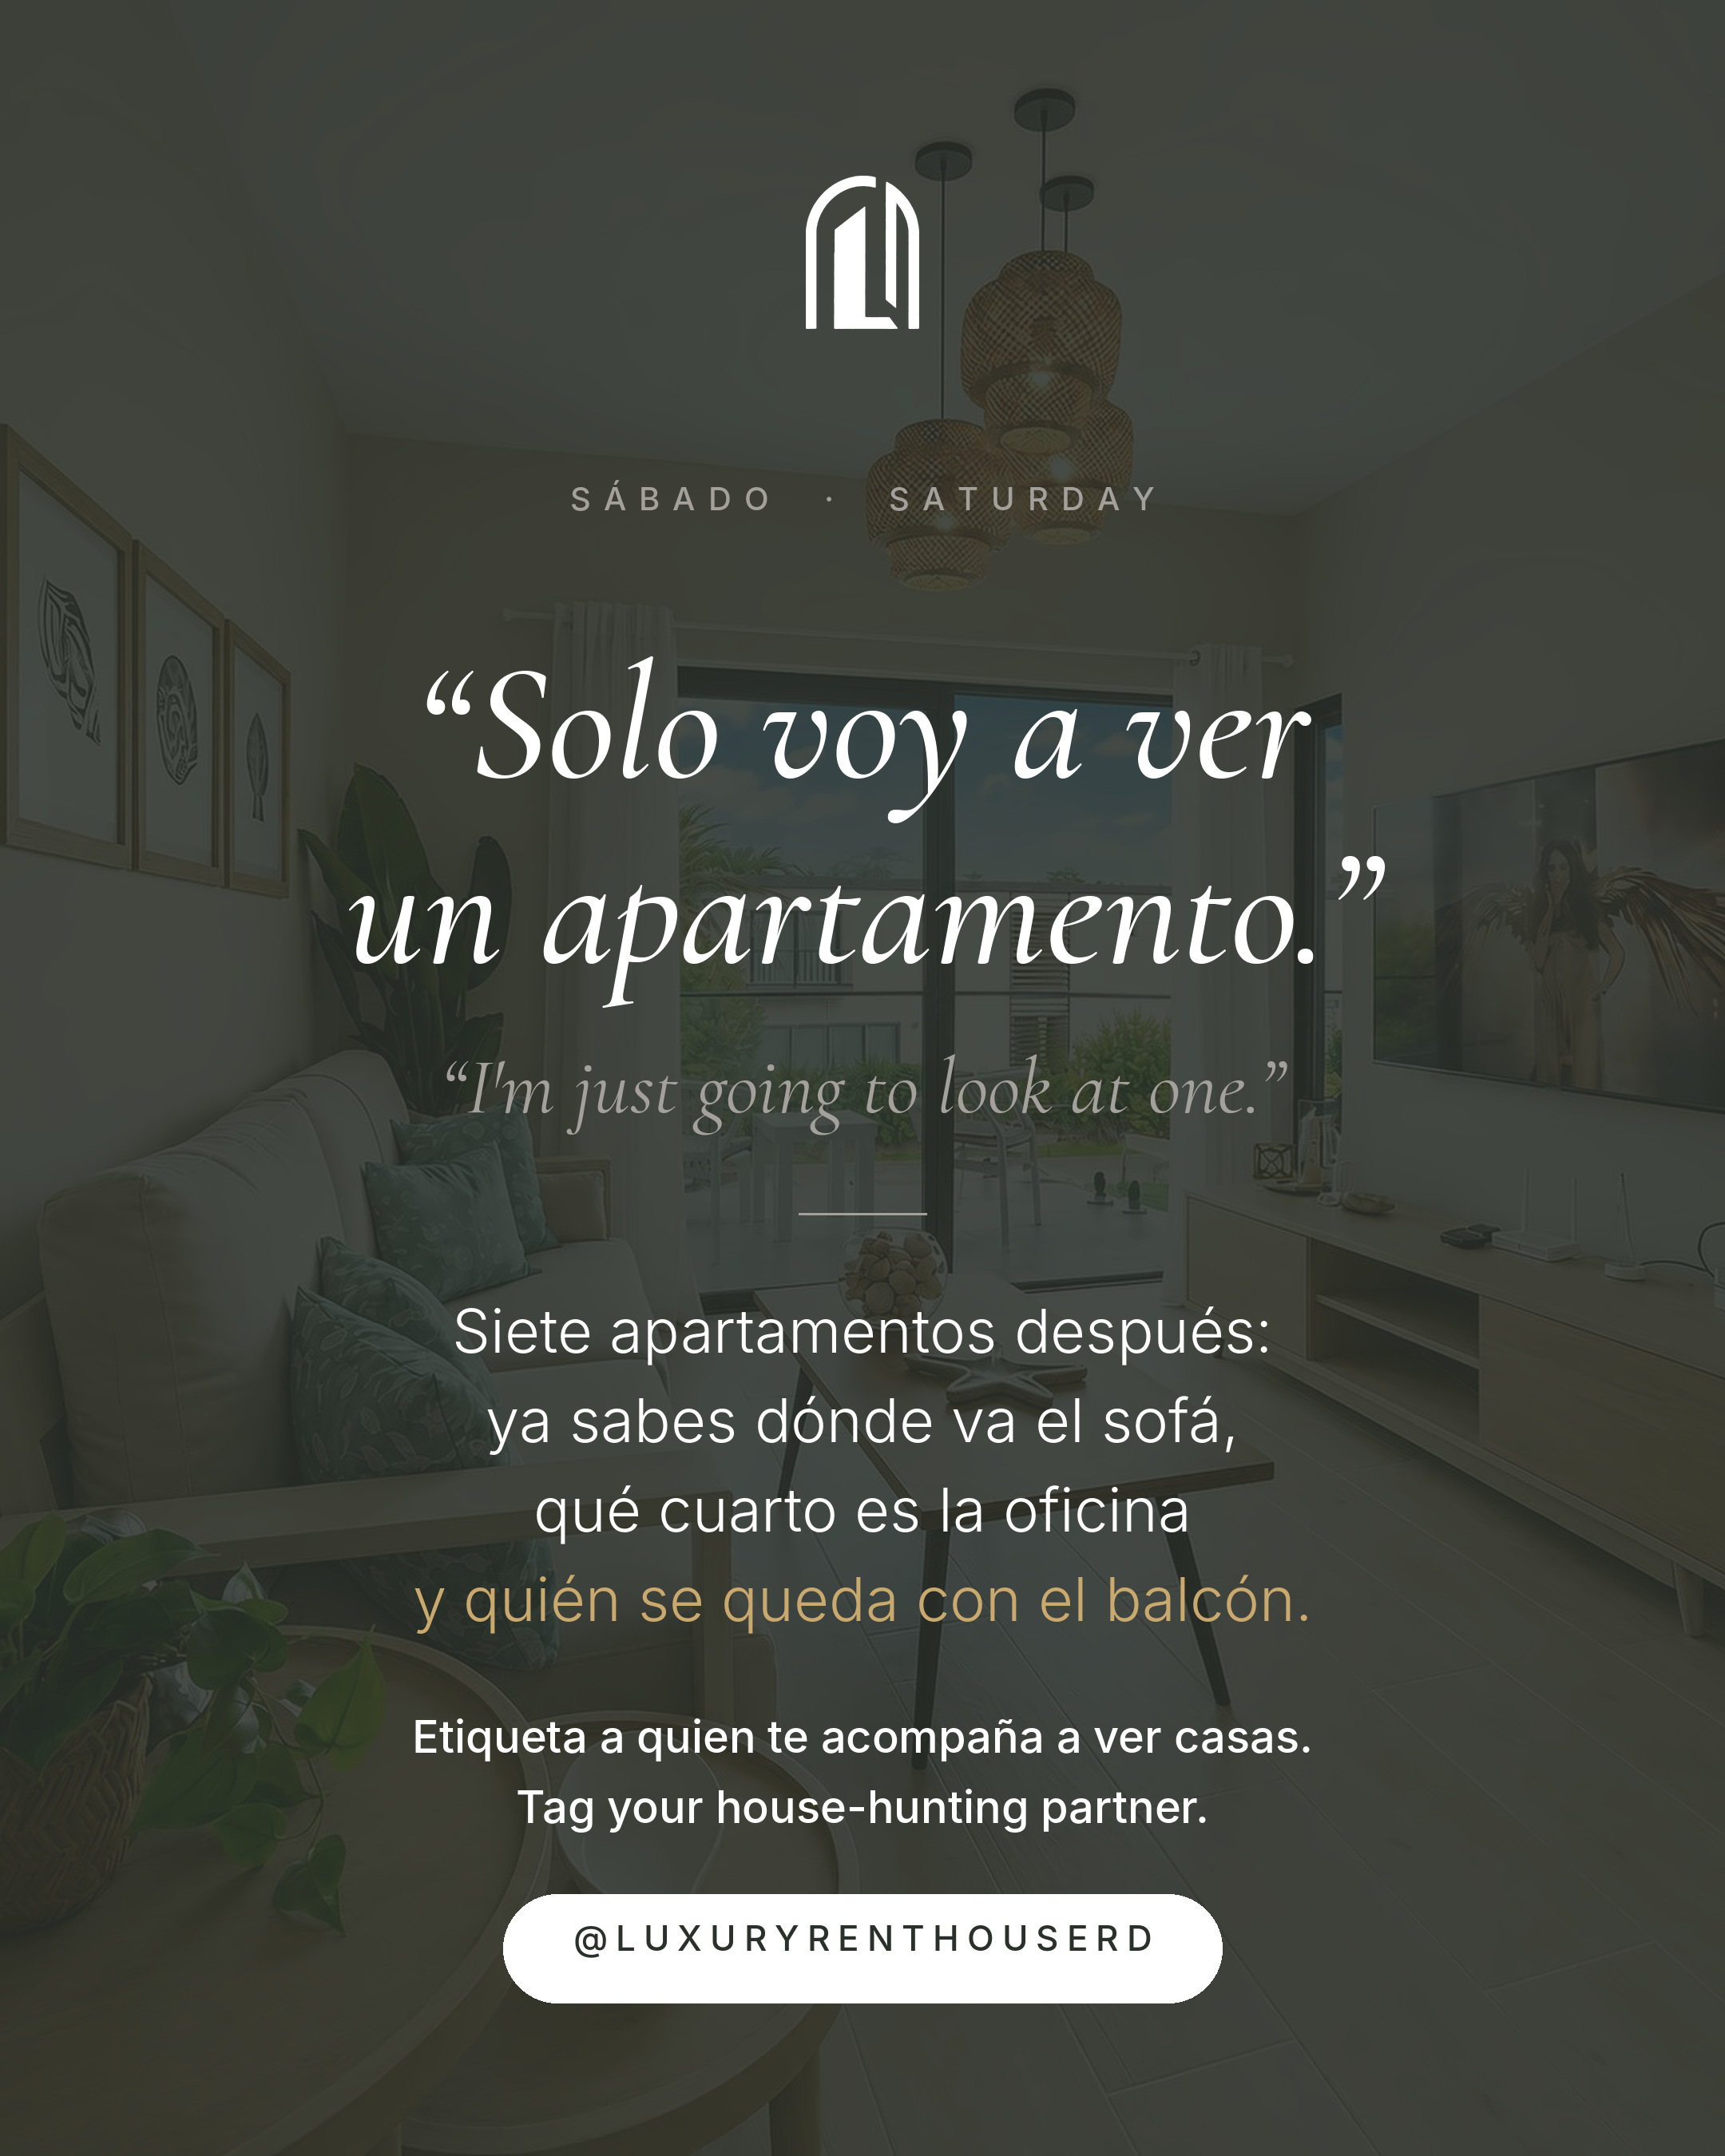 SÁBADO · SATURDAY
“Solo voy a ver
un apartamento.”
“I'm just going to look at one.”
Siete apartamentos después:
ya sabes dónde va el sofá,
qué cuarto es la oficina
y quién se queda con el balcón.
Etiqueta a quien te acompaña a ver casas.
Tag your house-hunting partner.
@LUXURYRENTHOUSERD